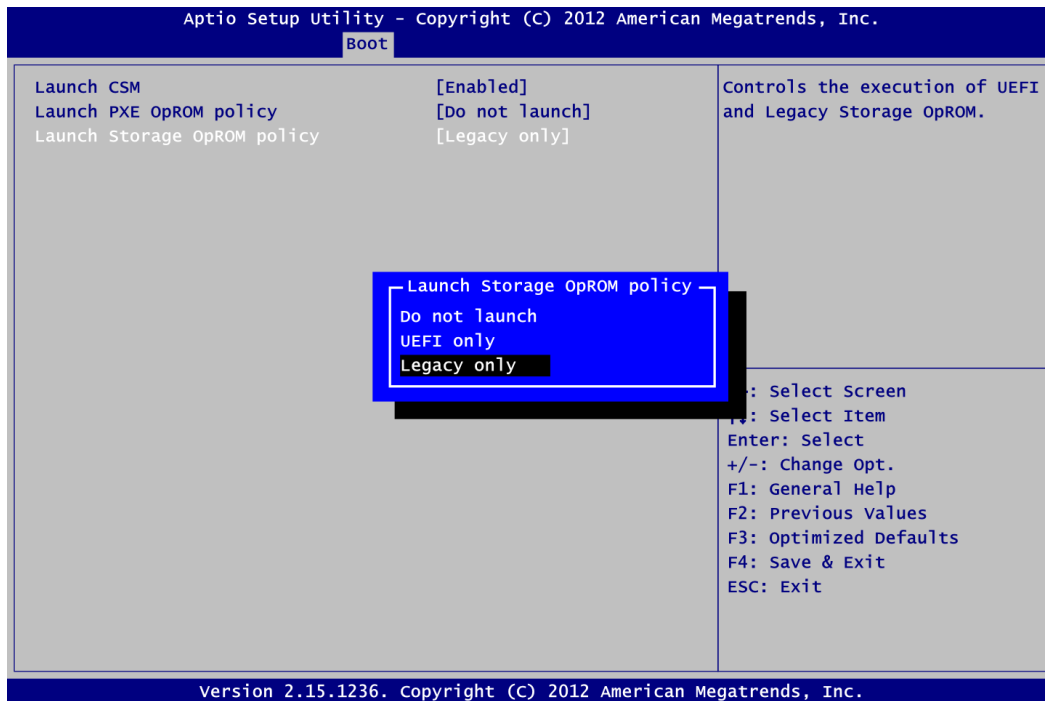 Aptio Setup Utility - Copyright (C) 2012 American Megatrends, Inc.
Boot
Launch CSM [Enabled]
Launch PXE OpROM policy [Do not launch]
Launch Storage OpROM policy [Legacy only]
Controls the execution of UEFI
and Legacy Storage OpROM.
Launch Storage OpROM policy
Do not launch
UEFI only
Legacy only
: Select Screen
: Select Item
Enter: Select
+/-: Change Opt.
F1: General Help
F2: Previous Values
F3: Optimized Defaults
F4: Save & Exit
ESC: Exit
Version 2.15.1236. Copyright (C) 2012 American Megatrends, Inc.